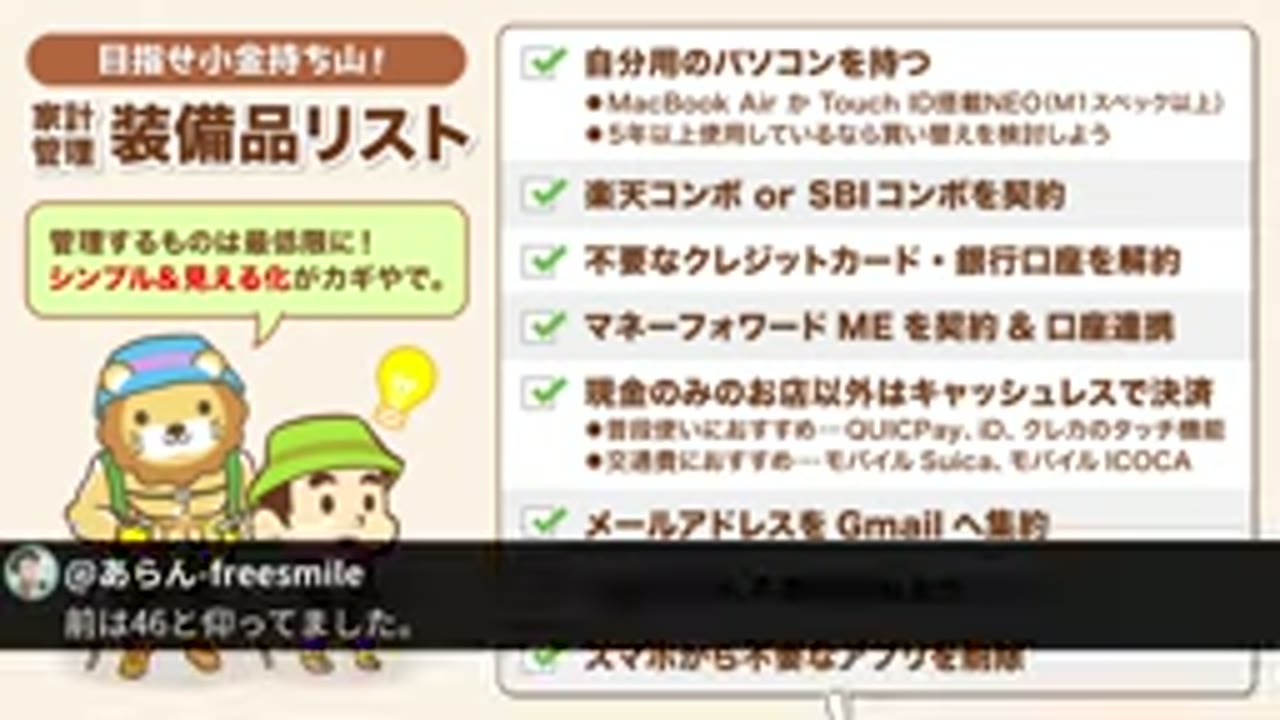 目指せ小金持ち山！
家計管理 装備品リスト
管理するものは最低限に！
シンプル&見える化がカギやで。
自分用のパソコンを持つ
●MacBook Air か Touch ID搭載NEO（M1スペック以上）
●5年以上使用しているなら買い替えを検討しよう
楽天コンボ or SBIコンボを契約
不要なクレジットカード・銀行口座を解約
マネーフォワード ME を契約 & 口座連携
現金のみのお店以外はキャッシュレスで決済
●普段使いにおすすめ…QUICPay、iD、クレカのタッチ機能
●交通費におすすめ…モバイル Suica、モバイル ICOCA
メールアドレスを Gmail へ集約
スマホから不要なアプリを削除
@あらん-freesmile
前は46と仰ってました。